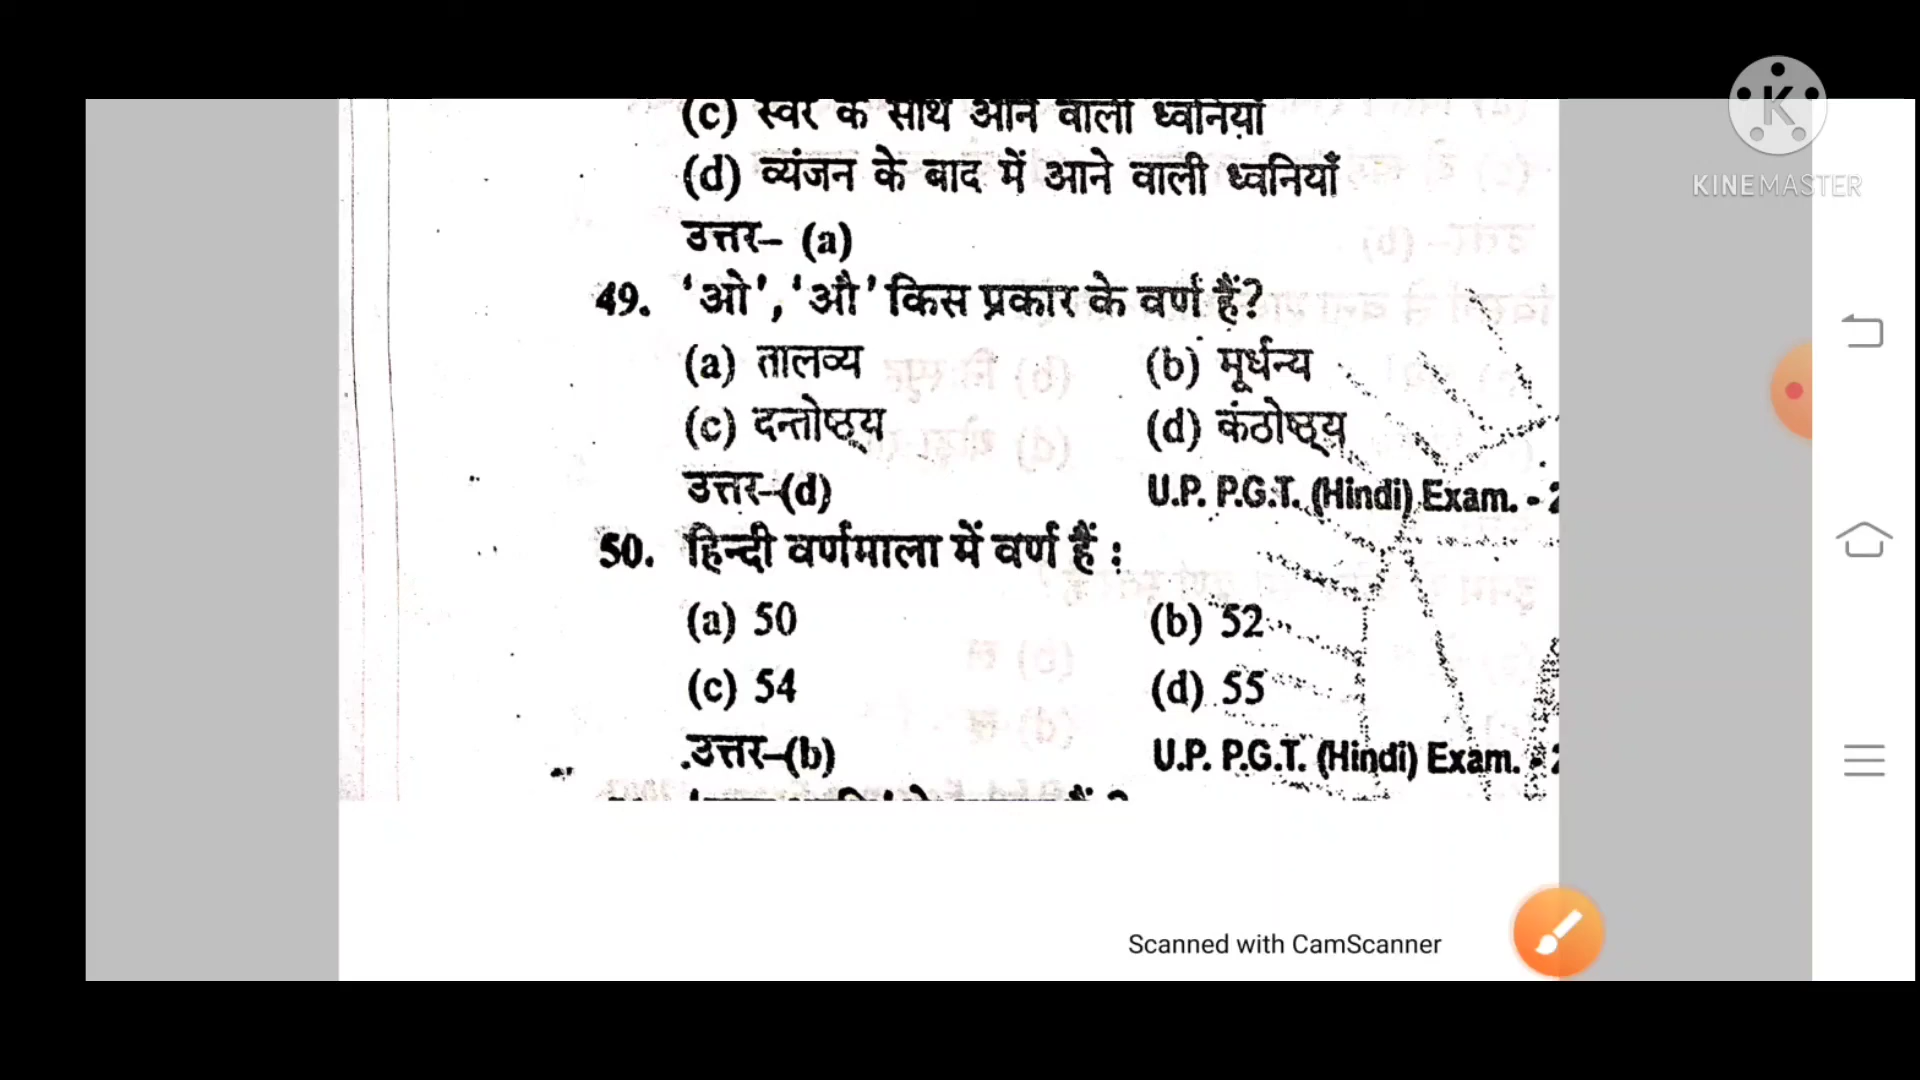 (c) स्वर के साथ आने वाली ध्वनियाँ
(d) व्यंजन के बाद में आने वाली ध्वनियाँ
उत्तर– (a)
49. 'ओ', 'औ' किस प्रकार के वर्ण हैं?
(a) तालव्य (b) मूर्धन्य
(c) दन्तोष्ठ्य (d) कंठोष्ठ्य
उत्तर–(d) U.P. P.G.T. (Hindi) Exam. -
50. हिन्दी वर्णमाला में वर्ण हैं :
(a) 50 (b) 52
(c) 54 (d) 55
उत्तर–(b) U.P. P.G.T. (Hindi) Exam. -
Scanned with CamScanner
K
KINEMASTER